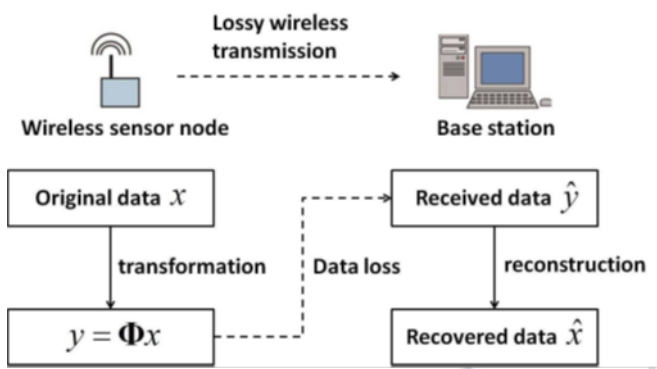 Lossy wireless
transmission
Wireless sensor node
Base station
Original data x
Received data ŷ
transformation
Data loss
reconstruction
y = Φx
Recovered data x̂